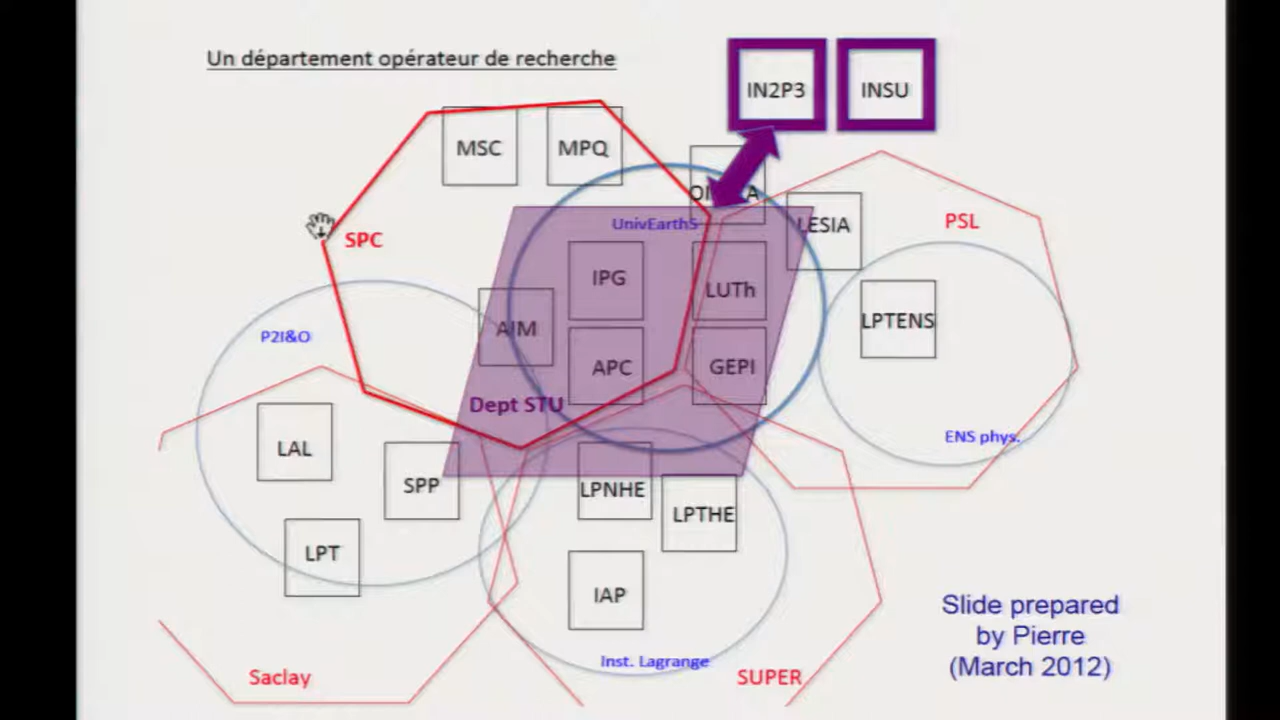 Un département opérateur de recherche
IN2P3
INSU
MSC
MPQ
LESIA
SPC
UnivEarthS
PSL
IPG
LUTh
AIM
LPTENS
P2I&O
APC
GEPI
Dept STU
ENS phys.
LAL
SPP
LPNHE
LPTHE
LPT
IAP
Slide prepared
by Pierre
(March 2012)
Inst. Lagrange
Saclay
SUPER